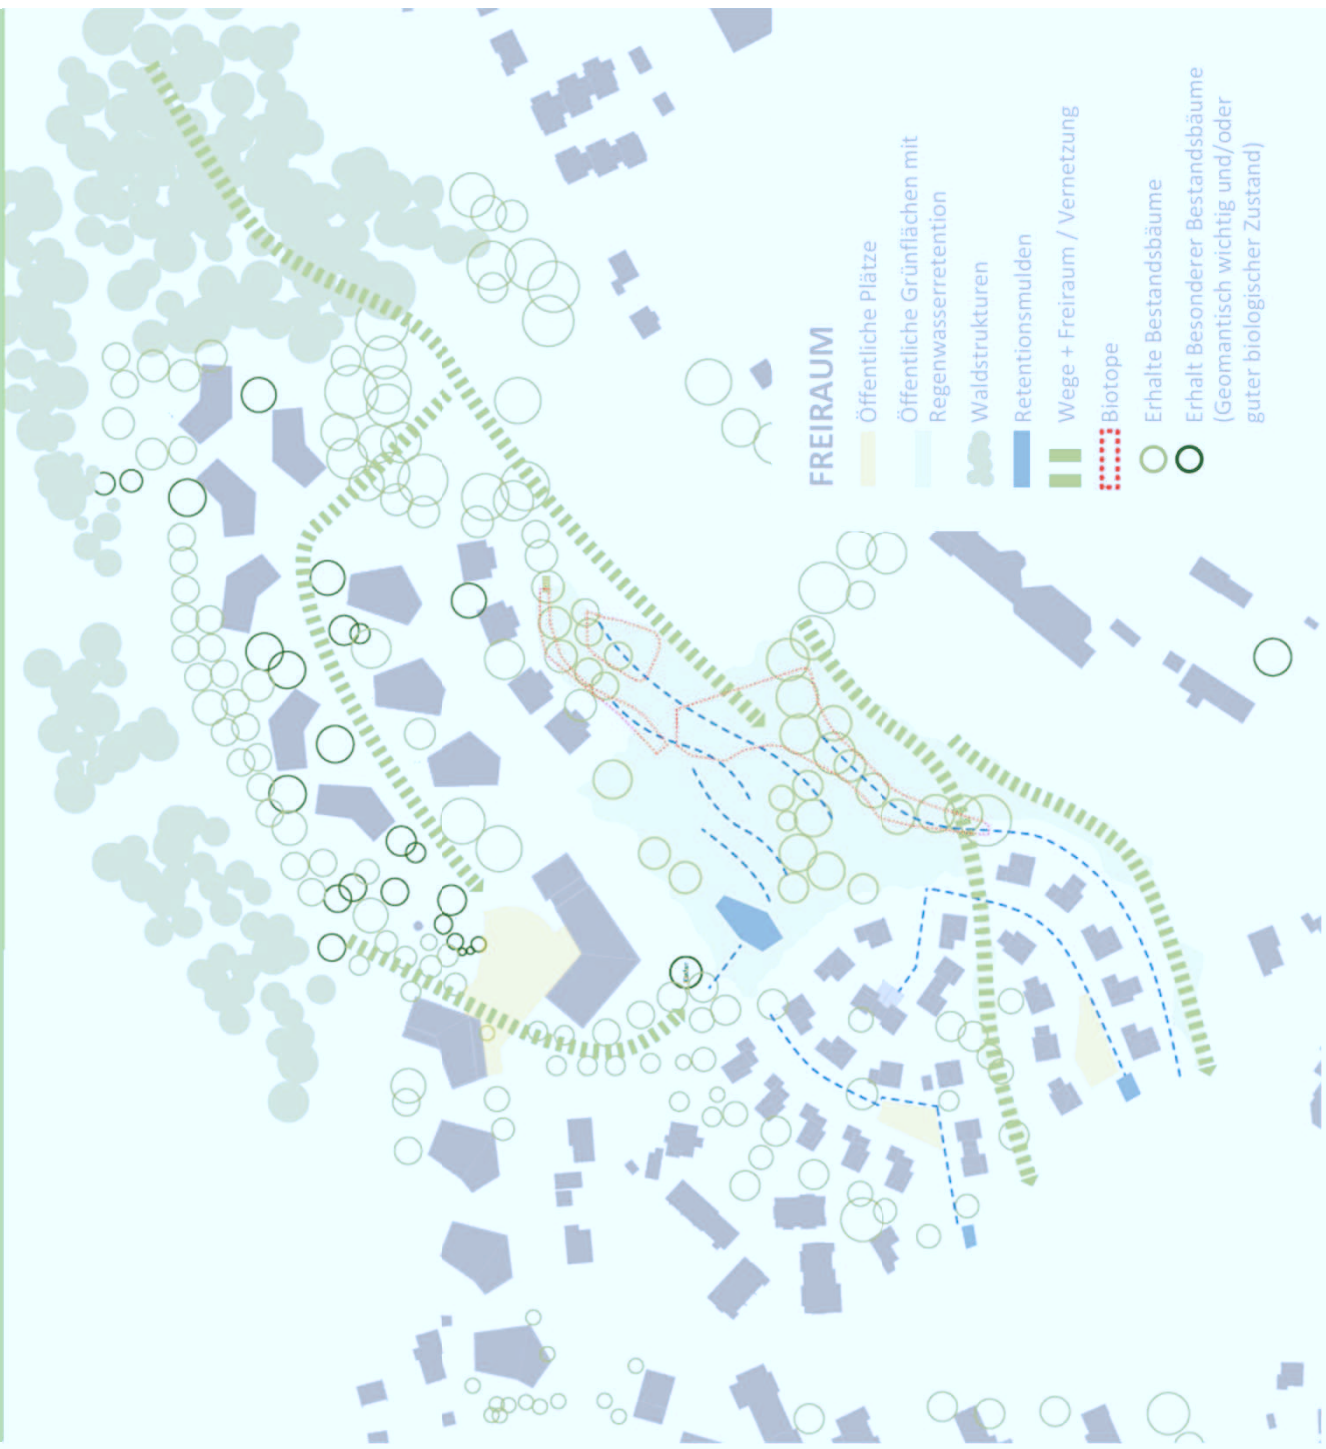 FREIRAUM
Öffentliche Plätze
Öffentliche Grünflächen mit
Regenwasserretention
Waldstrukturen
Retentionsmulden
Wege + Freiraum / Vernetzung
Biotope
Erhalte Bestandsbäume
Erhalt Besonderer Bestandsbäume
(Geomantisch wichtig und/oder
guter biologischer Zustand)